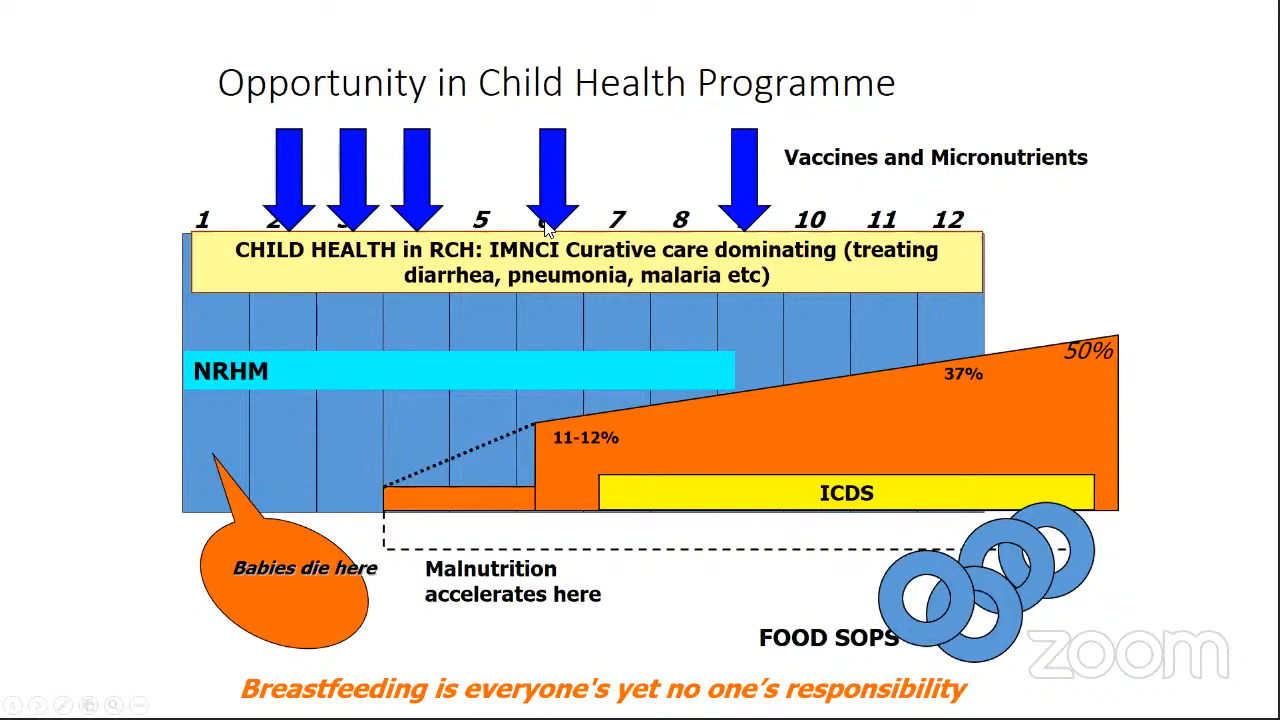 Opportunity in Child Health Programme
Vaccines and Micronutrients
1 2 3 5 6 7 8 10 11 12
CHILD HEALTH in RCH: IMNCI Curative care dominating (treating
diarrhea, pneumonia, malaria etc)
50%
NRHM
37%
11-12%
ICDS
Babies die here
Malnutrition
accelerates here
FOOD SOPS
zoom
Breastfeeding is everyone's yet no one’s responsibility